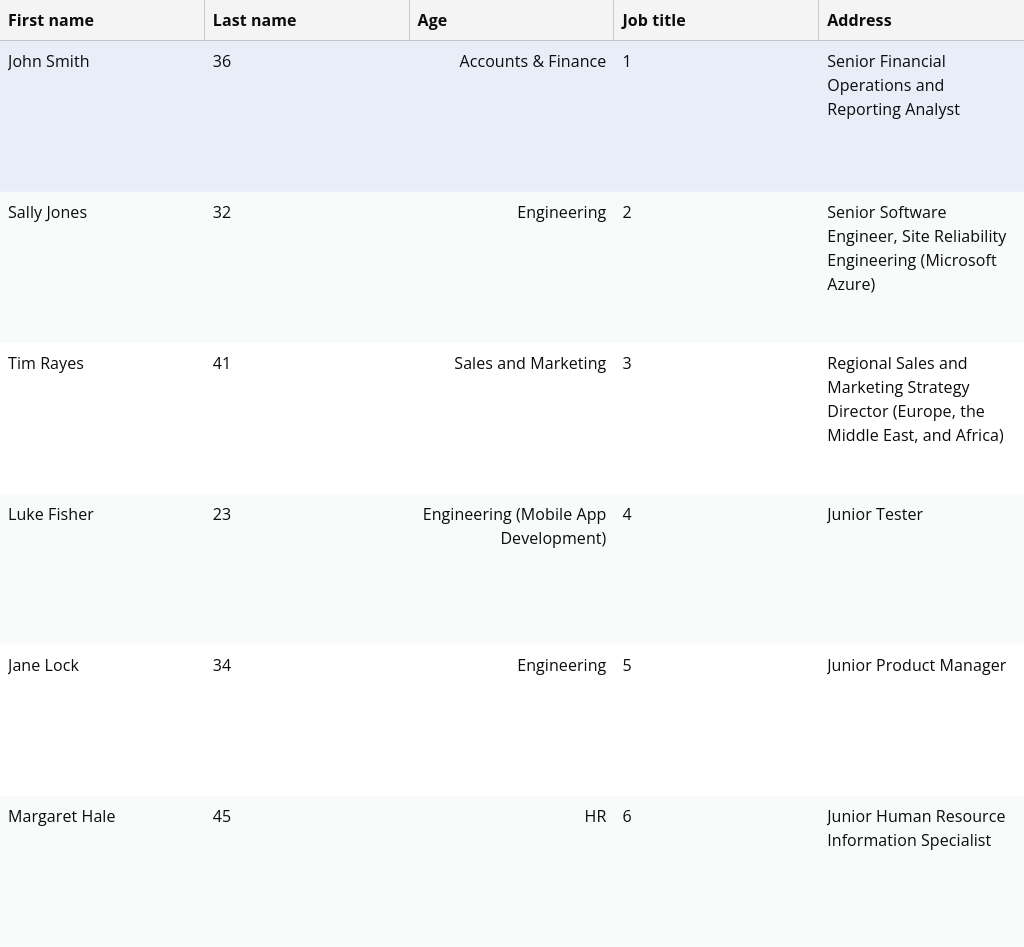 First name Last name Age Job title Address
John Smith 36 Accounts & Finance 1 Senior Financial
Operations and
Reporting Analyst
Sally Jones 32 Engineering 2 Senior Software
Engineer, Site Reliability
Engineering (Microsoft
Azure)
Tim Rayes 41 Sales and Marketing 3 Regional Sales and
Marketing Strategy
Director (Europe, the
Middle East, and Africa)
Luke Fisher 23 Engineering (Mobile App 4 Junior Tester
Development)
Jane Lock 34 Engineering 5 Junior Product Manager
Margaret Hale 45 HR 6 Junior Human Resource
Information Specialist